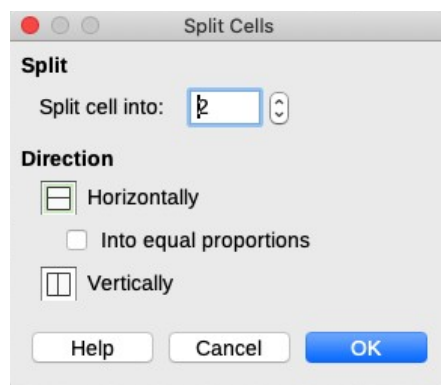 Split Cells
Split
Split cell into: 2
Direction
Horizontally
Into equal proportions
Vertically
Help Cancel OK